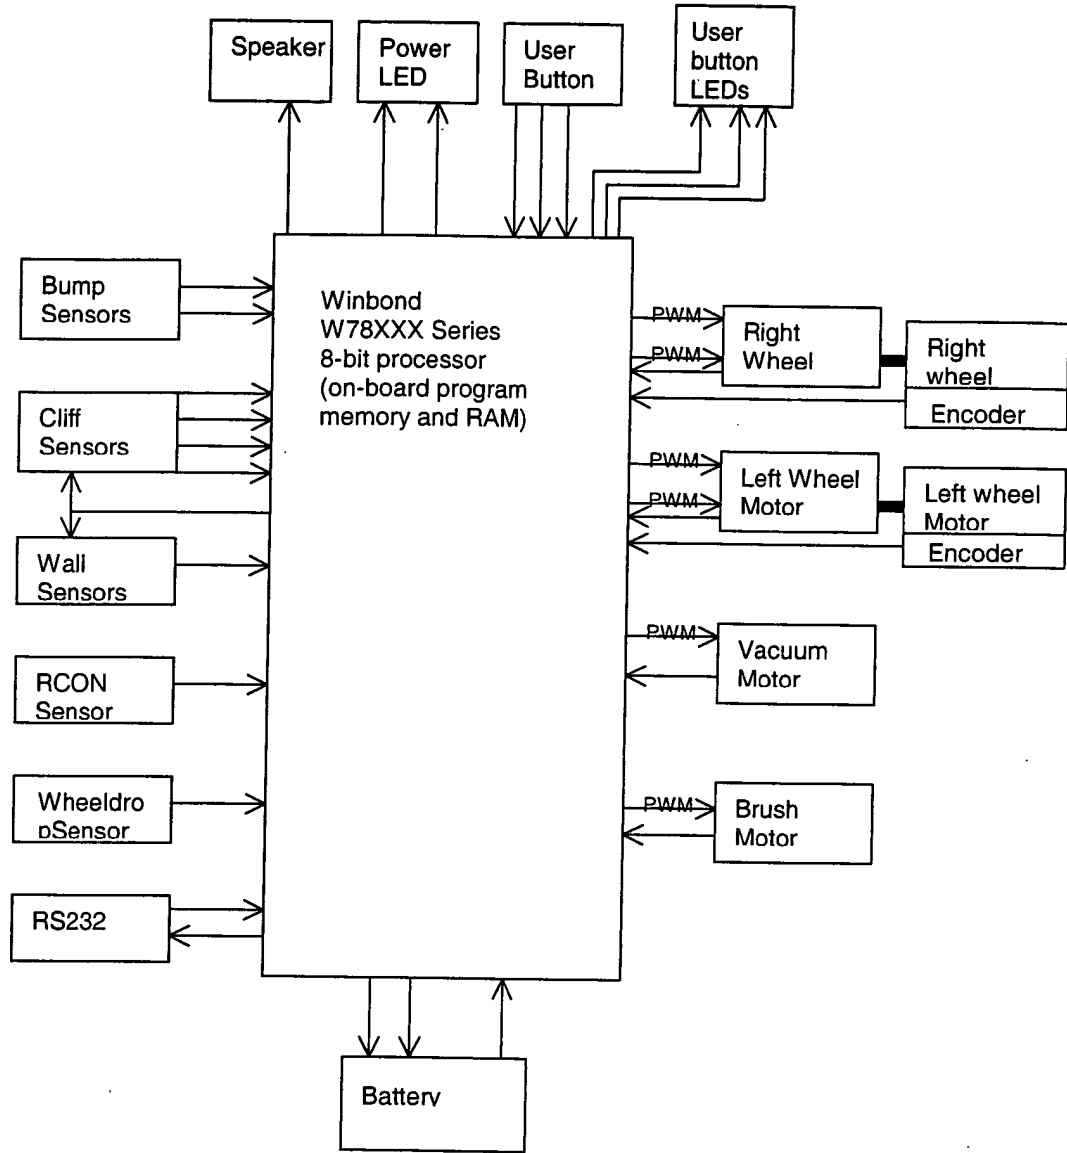 Speaker
Power
LED
User
Button
User
button
LEDs
Bump
Sensors
Winbond
W78XXX Series
8-bit processor
(on-board program
memory and RAM)
PWM
PWM
Right
Wheel
Right
wheel
Encoder
Cliff
Sensors
PWM
PWM
Left Wheel
Motor
Left wheel
Motor
Encoder
Wall
Sensors
PWM
Vacuum
Motor
RCON
Sensor
Wheeldro
pSensor
PWM
Brush
Motor
RS232
Battery